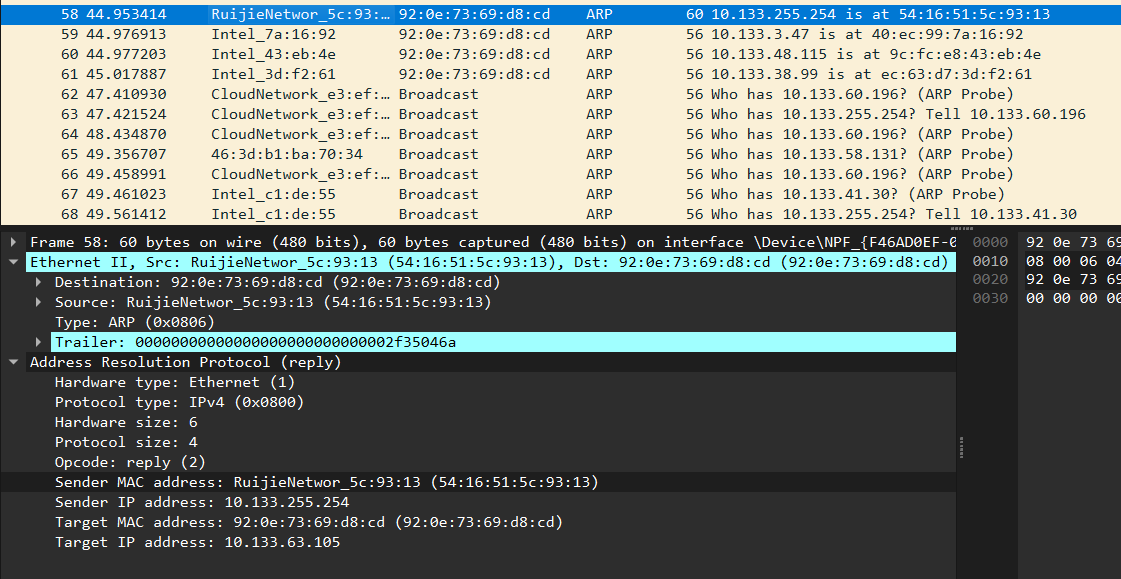 58 44.953414 RuijieNetwor_5c:93:… 92:0e:73:69:d8:cd ARP 60 10.133.255.254 is at 54:16:51:5c:93:13
59 44.976913 Intel_7a:16:92 92:0e:73:69:d8:cd ARP 56 10.133.3.47 is at 40:ec:99:7a:16:92
60 44.977203 Intel_43:eb:4e 92:0e:73:69:d8:cd ARP 56 10.133.48.115 is at 9c:fc:e8:43:eb:4e
61 45.017887 Intel_3d:f2:61 92:0e:73:69:d8:cd ARP 56 10.133.38.99 is at ec:63:d7:3d:f2:61
62 47.410930 CloudNetwork_e3:ef:… Broadcast ARP 56 Who has 10.133.60.196? (ARP Probe)
63 47.421524 CloudNetwork_e3:ef:… Broadcast ARP 56 Who has 10.133.255.254? Tell 10.133.60.196
64 48.434870 CloudNetwork_e3:ef:… Broadcast ARP 56 Who has 10.133.60.196? (ARP Probe)
65 49.356707 46:3d:b1:ba:70:34 Broadcast ARP 56 Who has 10.133.58.131? (ARP Probe)
66 49.458991 CloudNetwork_e3:ef:… Broadcast ARP 56 Who has 10.133.60.196? (ARP Probe)
67 49.461023 Intel_c1:de:55 Broadcast ARP 56 Who has 10.133.41.30? (ARP Probe)
68 49.561412 Intel_c1:de:55 Broadcast ARP 56 Who has 10.133.255.254? Tell 10.133.41.30
Frame 58: 60 bytes on wire (480 bits), 60 bytes captured (480 bits) on interface \Device\NPF_{F46AD0EF-0
Ethernet II, Src: RuijieNetwor_5c:93:13 (54:16:51:5c:93:13), Dst: 92:0e:73:69:d8:cd (92:0e:73:69:d8:cd)
Destination: 92:0e:73:69:d8:cd (92:0e:73:69:d8:cd)
Source: RuijieNetwor_5c:93:13 (54:16:51:5c:93:13)
Type: ARP (0x0806)
Trailer: 00000000000000000000000000002f35046a
Address Resolution Protocol (reply)
Hardware type: Ethernet (1)
Protocol type: IPv4 (0x0800)
Hardware size: 6
Protocol size: 4
Opcode: reply (2)
Sender MAC address: RuijieNetwor_5c:93:13 (54:16:51:5c:93:13)
Sender IP address: 10.133.255.254
Target MAC address: 92:0e:73:69:d8:cd (92:0e:73:69:d8:cd)
Target IP address: 10.133.63.105
0000 92 0e 73 69
0010 08 00 06 04
0020 92 0e 73 69
0030 00 00 00 00